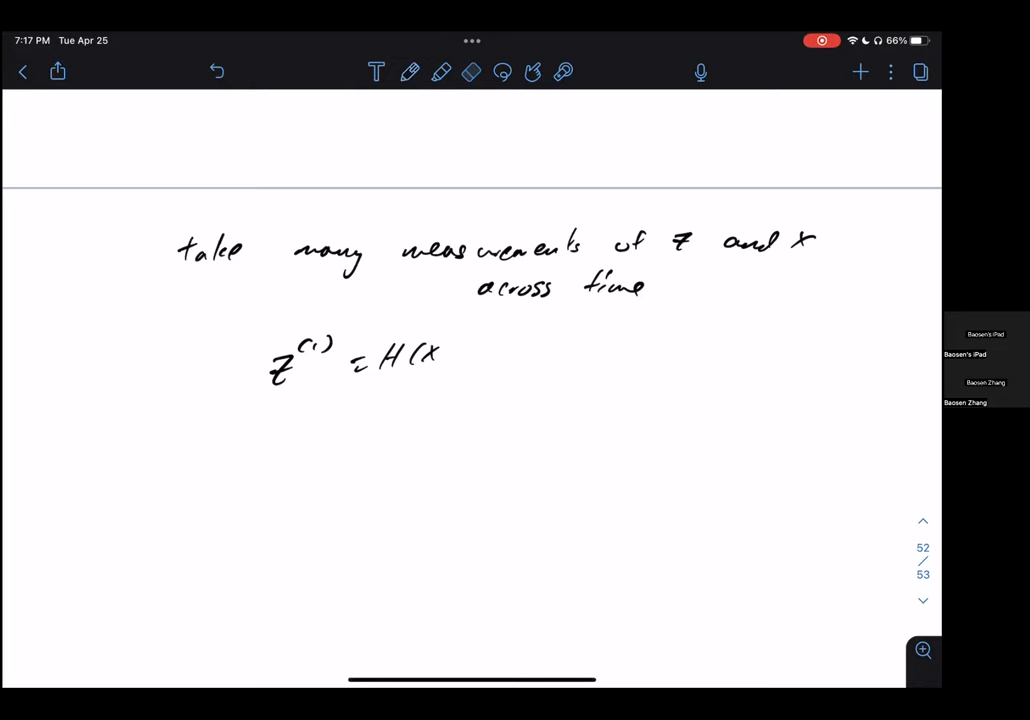 7:17 PM Tue Apr 25
66%
take many measurements of z and x
across time
z^(1) = H(x
Baosen's iPad
Baosen's iPad
Baosen Zhang
Baosen Zhang
52
/
53